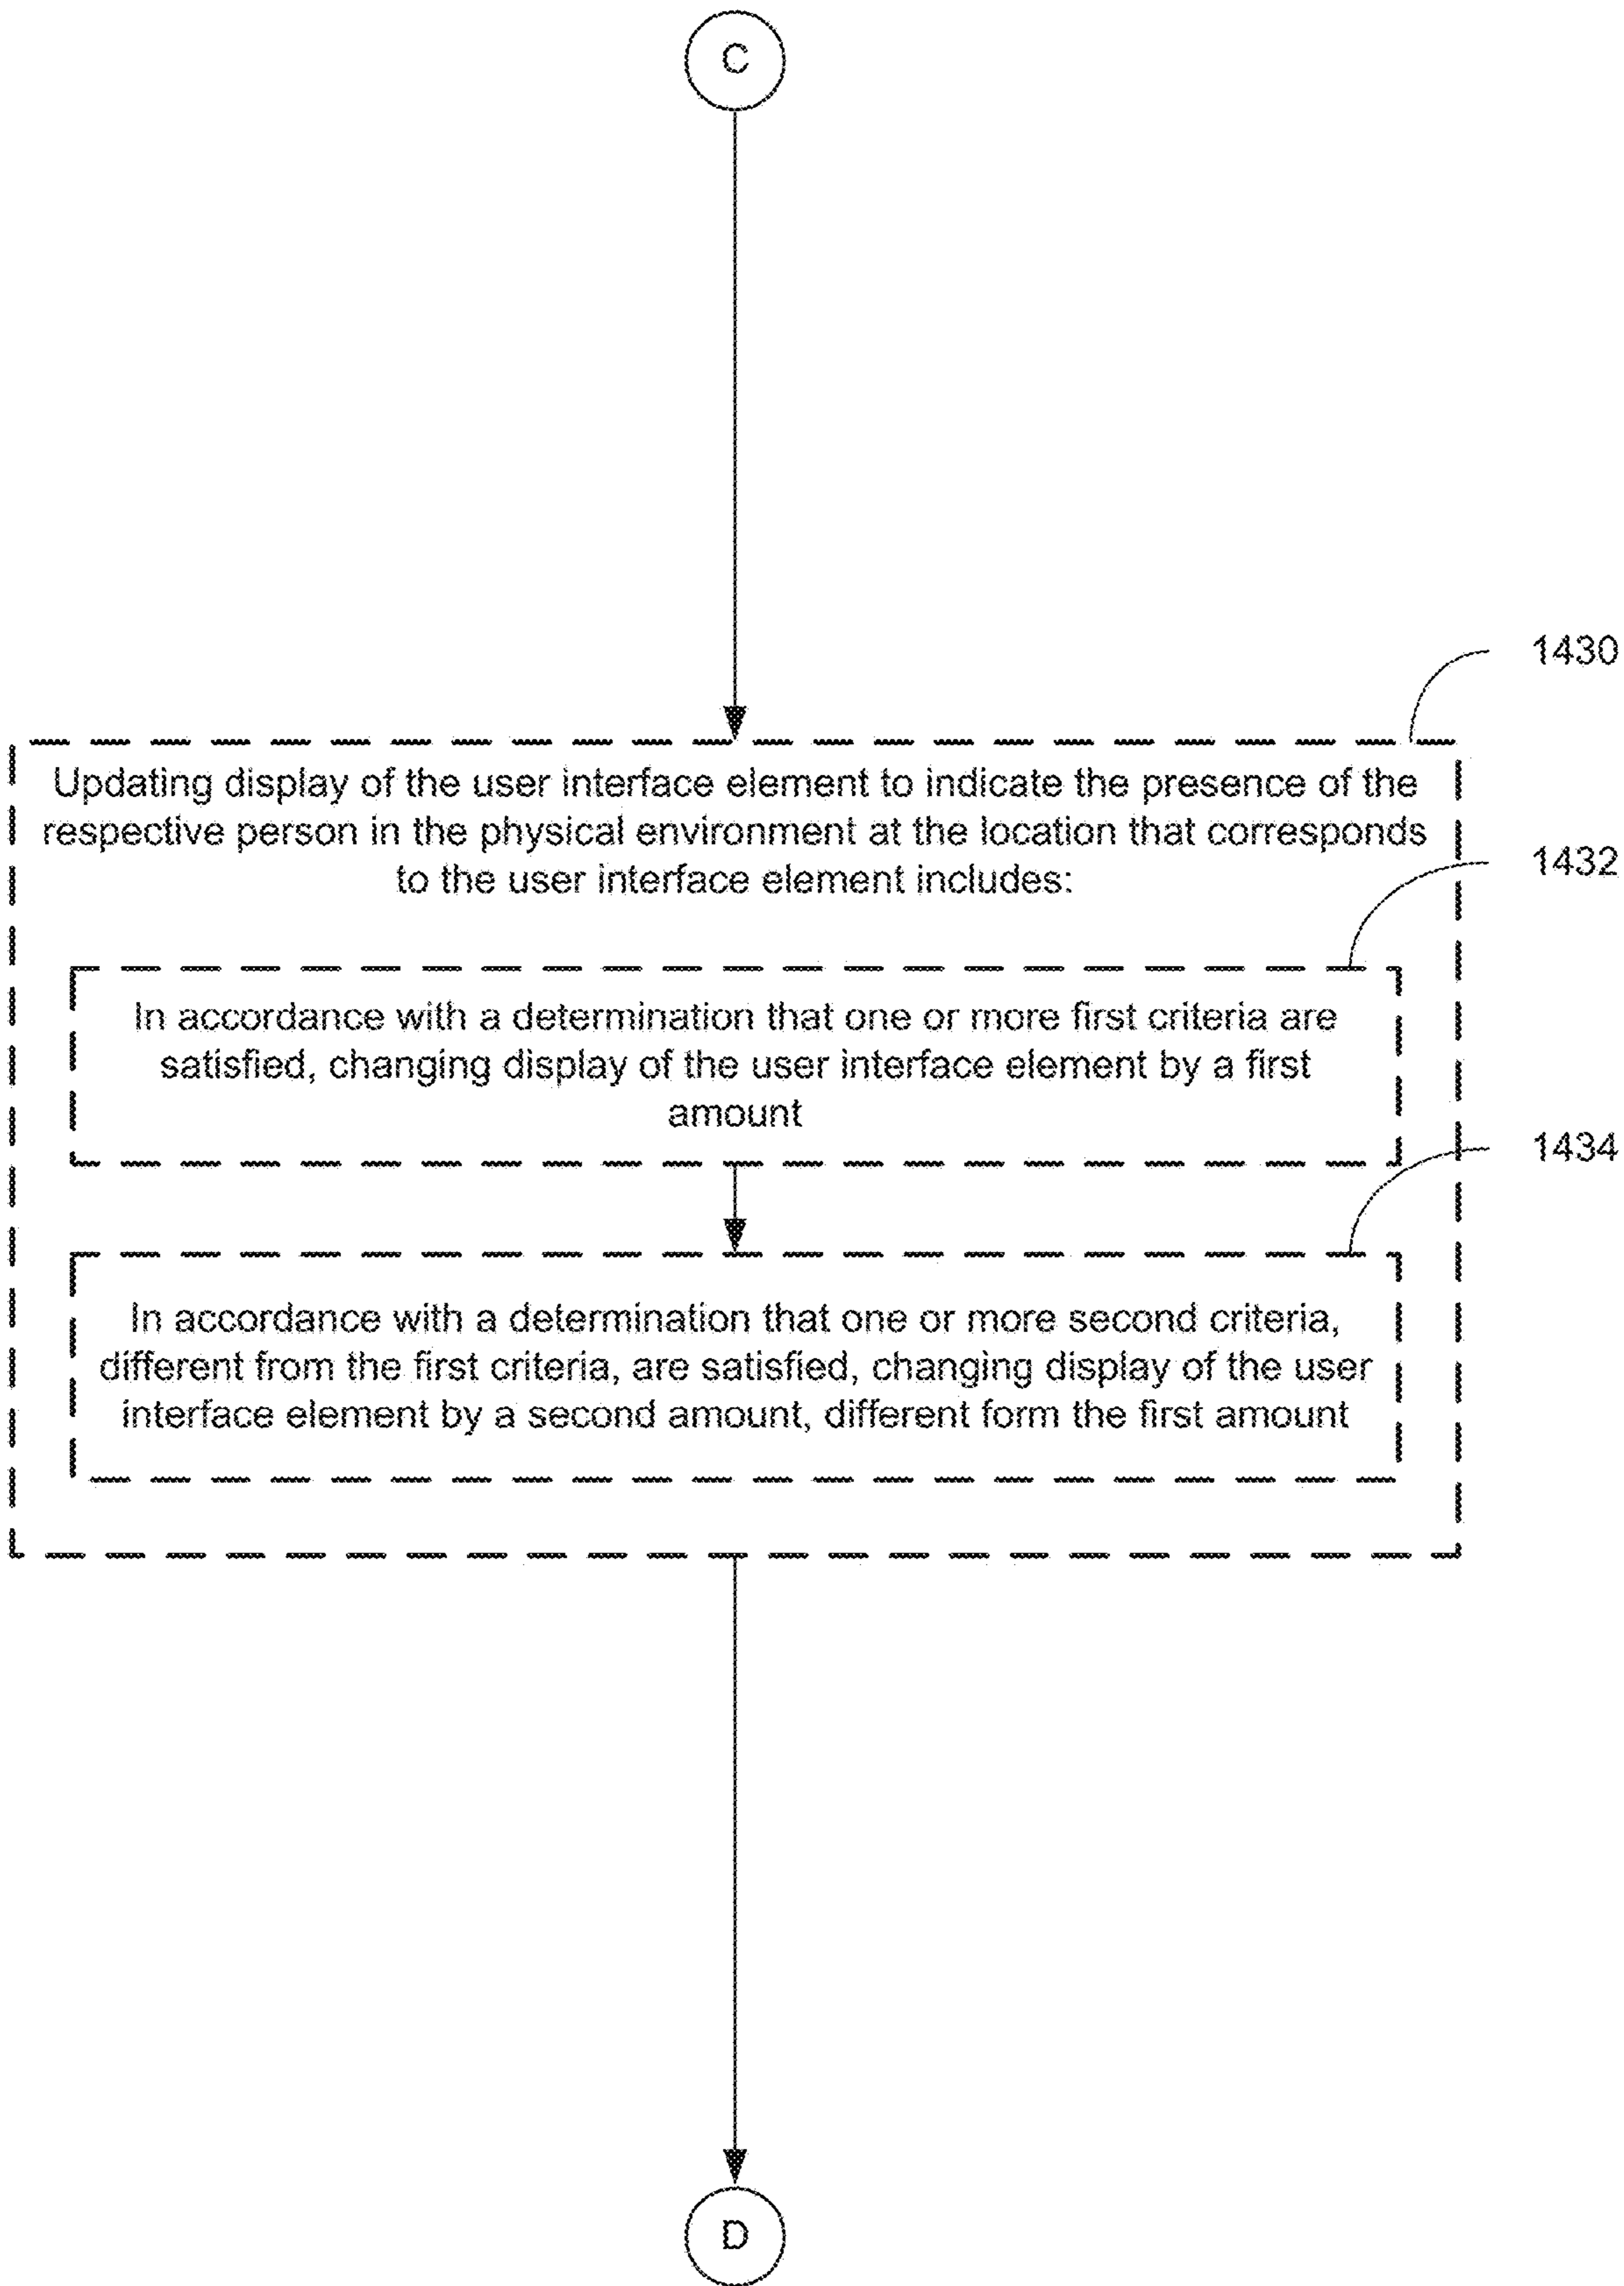 C
1430
Updating display of the user interface element to indicate the presence of the
respective person in the physical environment at the location that corresponds
to the user interface element includes:
1432
In accordance with a determination that one or more first criteria are
satisfied, changing display of the user interface element by a first
amount
1434
In accordance with a determination that one or more second criteria,
different from the first criteria, are satisfied, changing display of the user
interface element by a second amount, different form the first amount
D